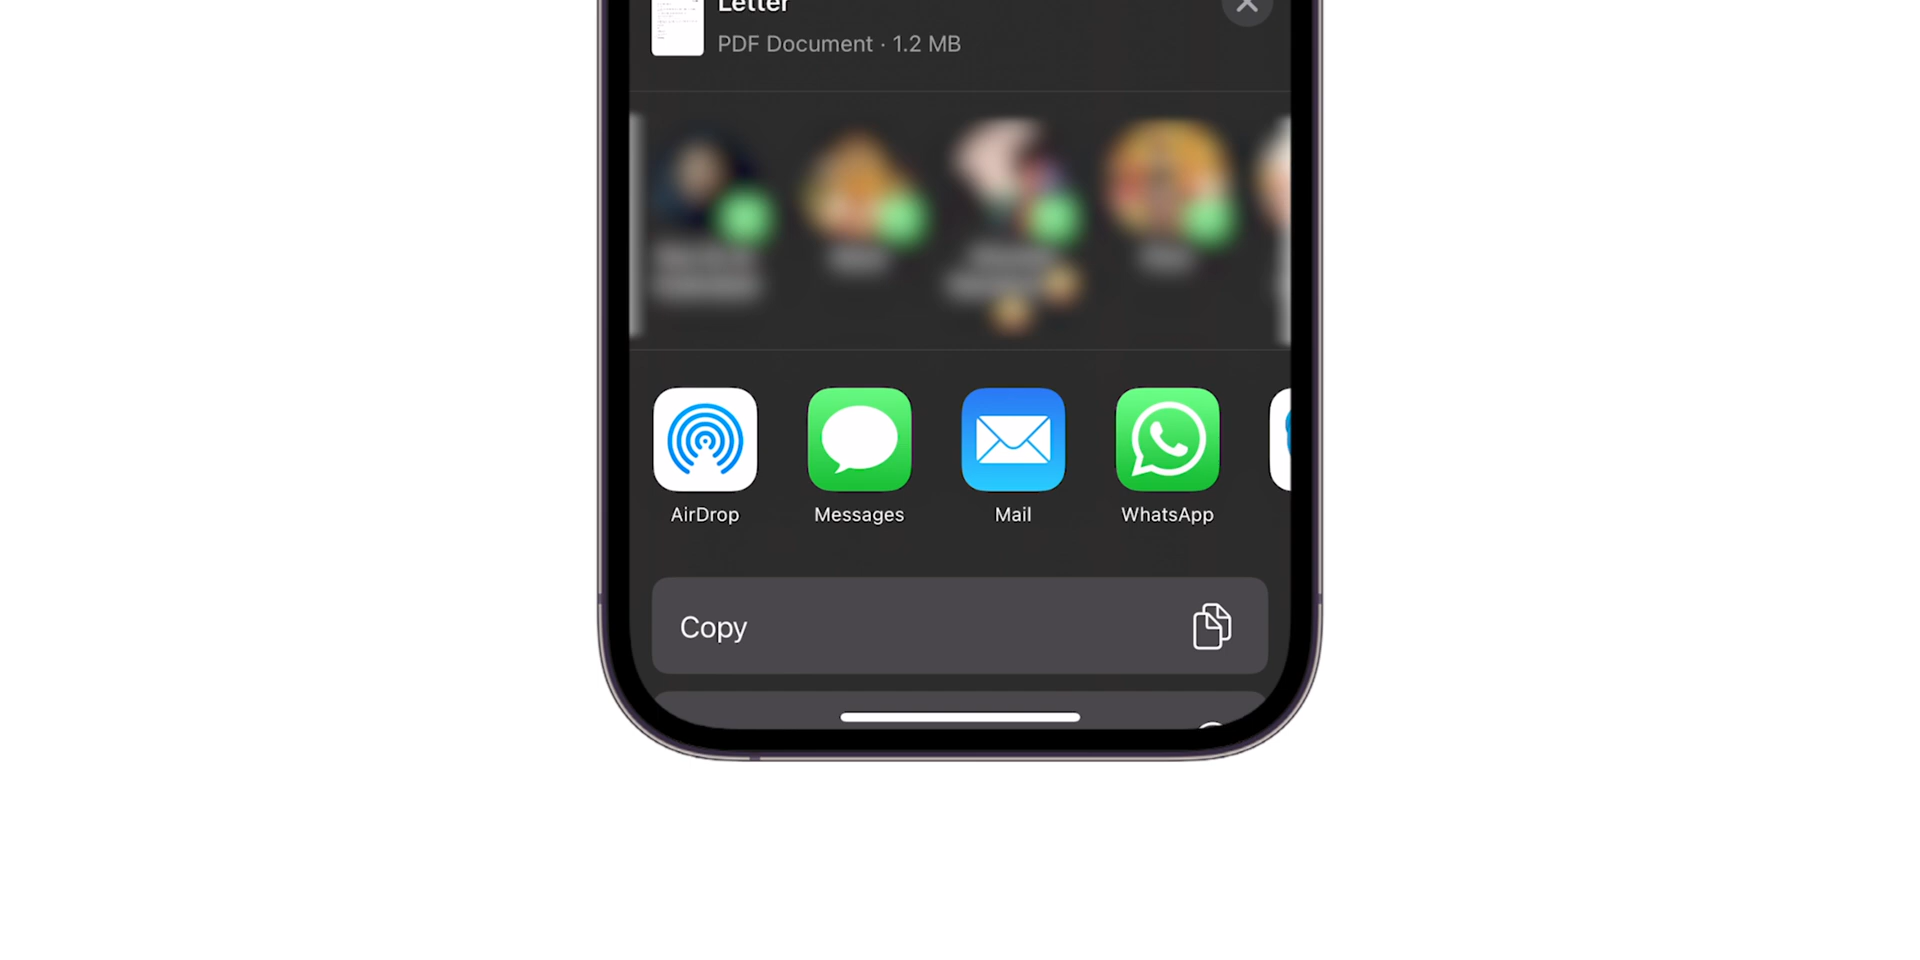 Letter
PDF Document · 1.2 MB
AirDrop
Messages
Mail
WhatsApp
Copy